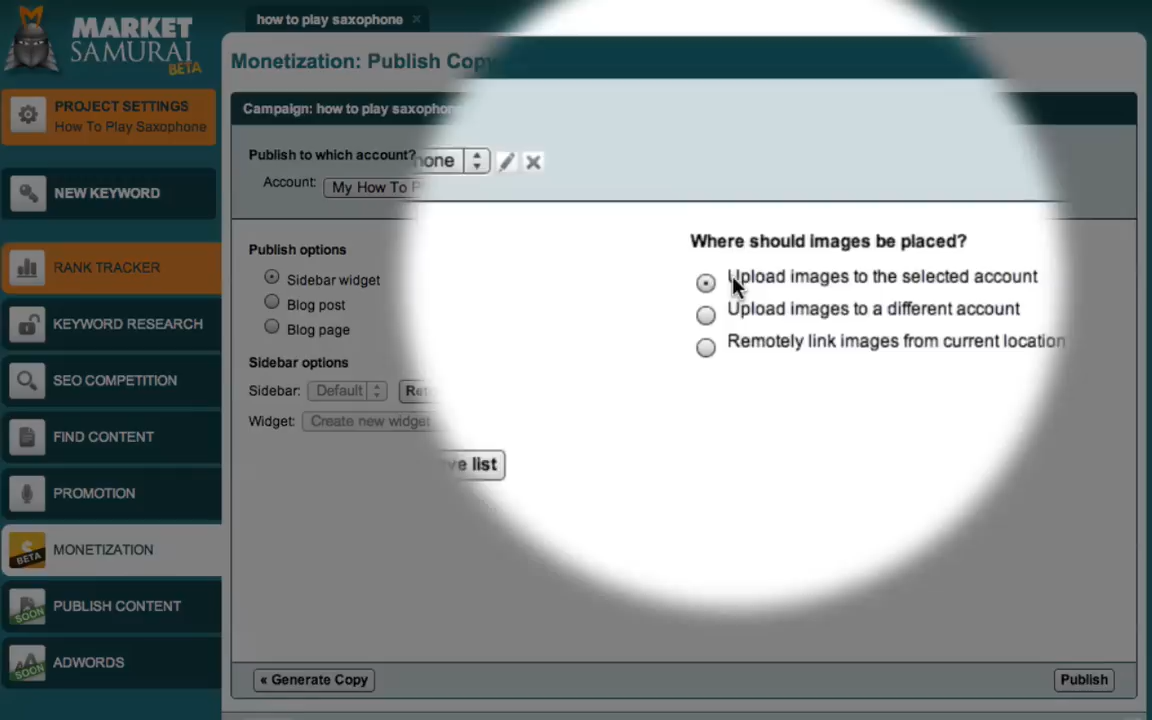 how to play saxophone
MARKET
SAMURAI
BETA
PROJECT SETTINGS
How To Play Saxophone
NEW KEYWORD
RANK TRACKER
KEYWORD RESEARCH
SEO COMPETITION
FIND CONTENT
PROMOTION
BETA
MONETIZATION
SOON
PUBLISH CONTENT
SOON
ADWORDS
Monetization: Publish Copy
Campaign: how to play saxophone
Publish to which account?
Account: My How To P
Publish options
Sidebar widget
Blog post
Blog page
Sidebar options
Sidebar: Default
Widget: Create new widget
list
Where should images be placed?
Upload images to the selected account
Upload images to a different account
Remotely link images from current location
« Generate Copy
Publish